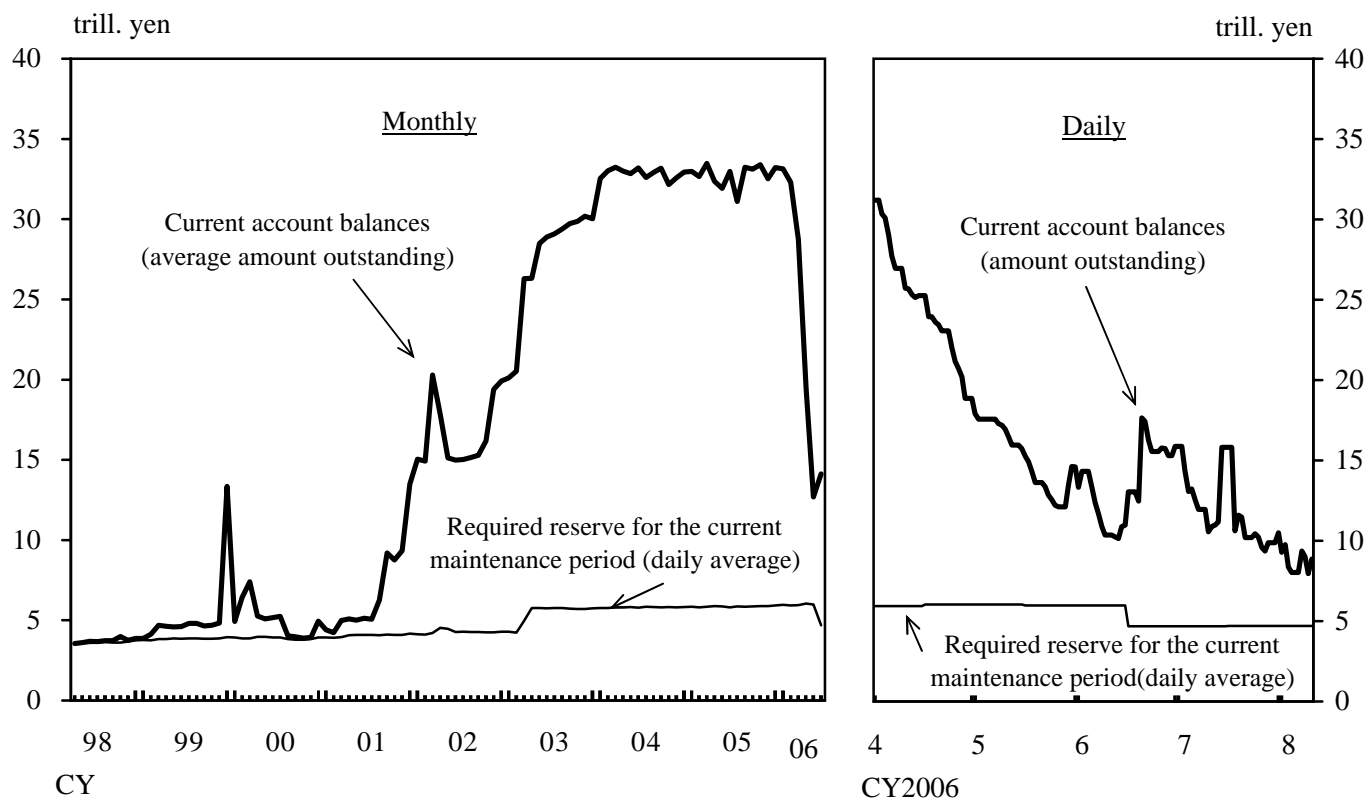 trill. yen
40
35
30
25
20
15
10
5
0
Monthly
Current account balances
(average amount outstanding)
Required reserve for the current
maintenance period (daily average)
98 99 00 01 02 03 04 05 06
CY
trill. yen
40
35
30
25
20
15
10
5
0
Daily
Current account balances
(amount outstanding)
Required reserve for the current
maintenance period(daily average)
4 5 6 7 8
CY2006